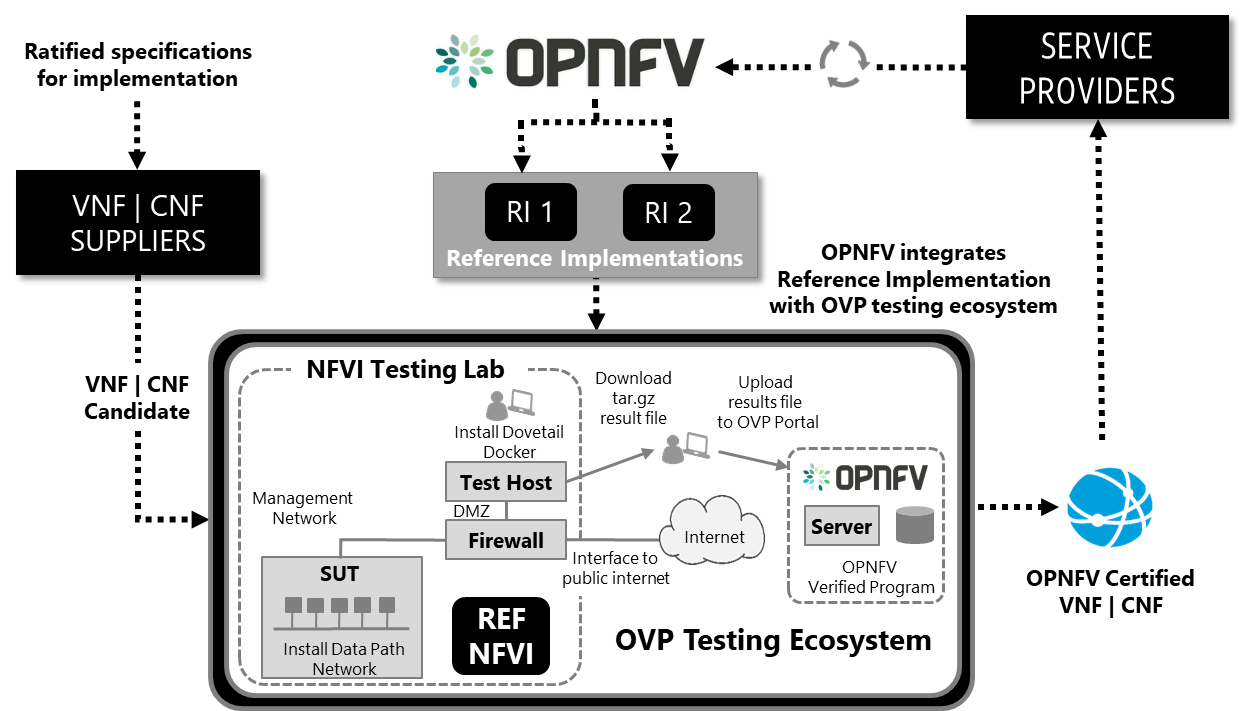 Ratified specifications
for implementation
OPNFV
SERVICE
PROVIDERS
VNF | CNF
SUPPLIERS
RI 1
RI 2
Reference Implementations
OPNFV integrates
Reference Implementation
with OVP testing ecosystem
VNF | CNF
Candidate
NFVI Testing Lab
Install Dovetail
Docker
Download
tar.gz
result file
Upload
results file
to OVP Portal
Test Host
DMZ
Firewall
Management
Network
SUT
Install Data Path
Network
REF
NFVI
Interface to
public internet
Internet
OPNFV
Server
OPNFV
Verified Program
OVP Testing Ecosystem
OPNFV Certified
VNF | CNF